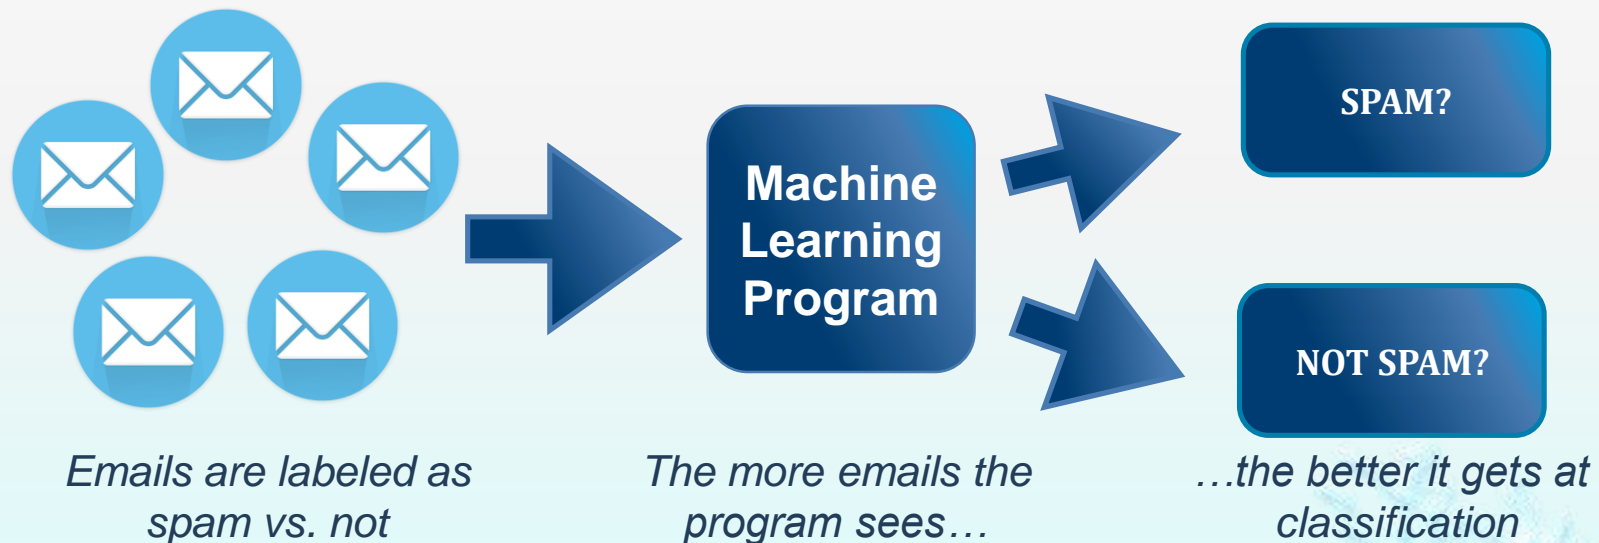 Machine
Learning
Program
SPAM?
NOT SPAM?
Emails are labeled as
spam vs. not
The more emails the
program sees…
…the better it gets at
classification